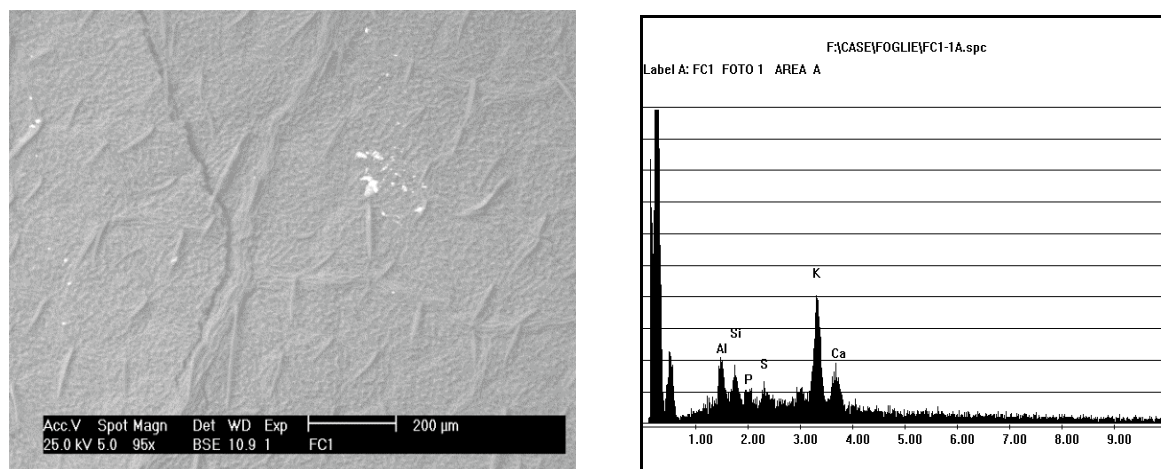 Acc.V Spot Magn Det WD Exp 200 µm
25.0 kV 5.0 95x BSE 10.9 1 FC1
F:\CASE\FOGLIE\FC1-1A.spc
Label A: FC1 FOTO 1 AREA A
K
Si
Al
Ca
S
P
1.00 2.00 3.00 4.00 5.00 6.00 7.00 8.00 9.00